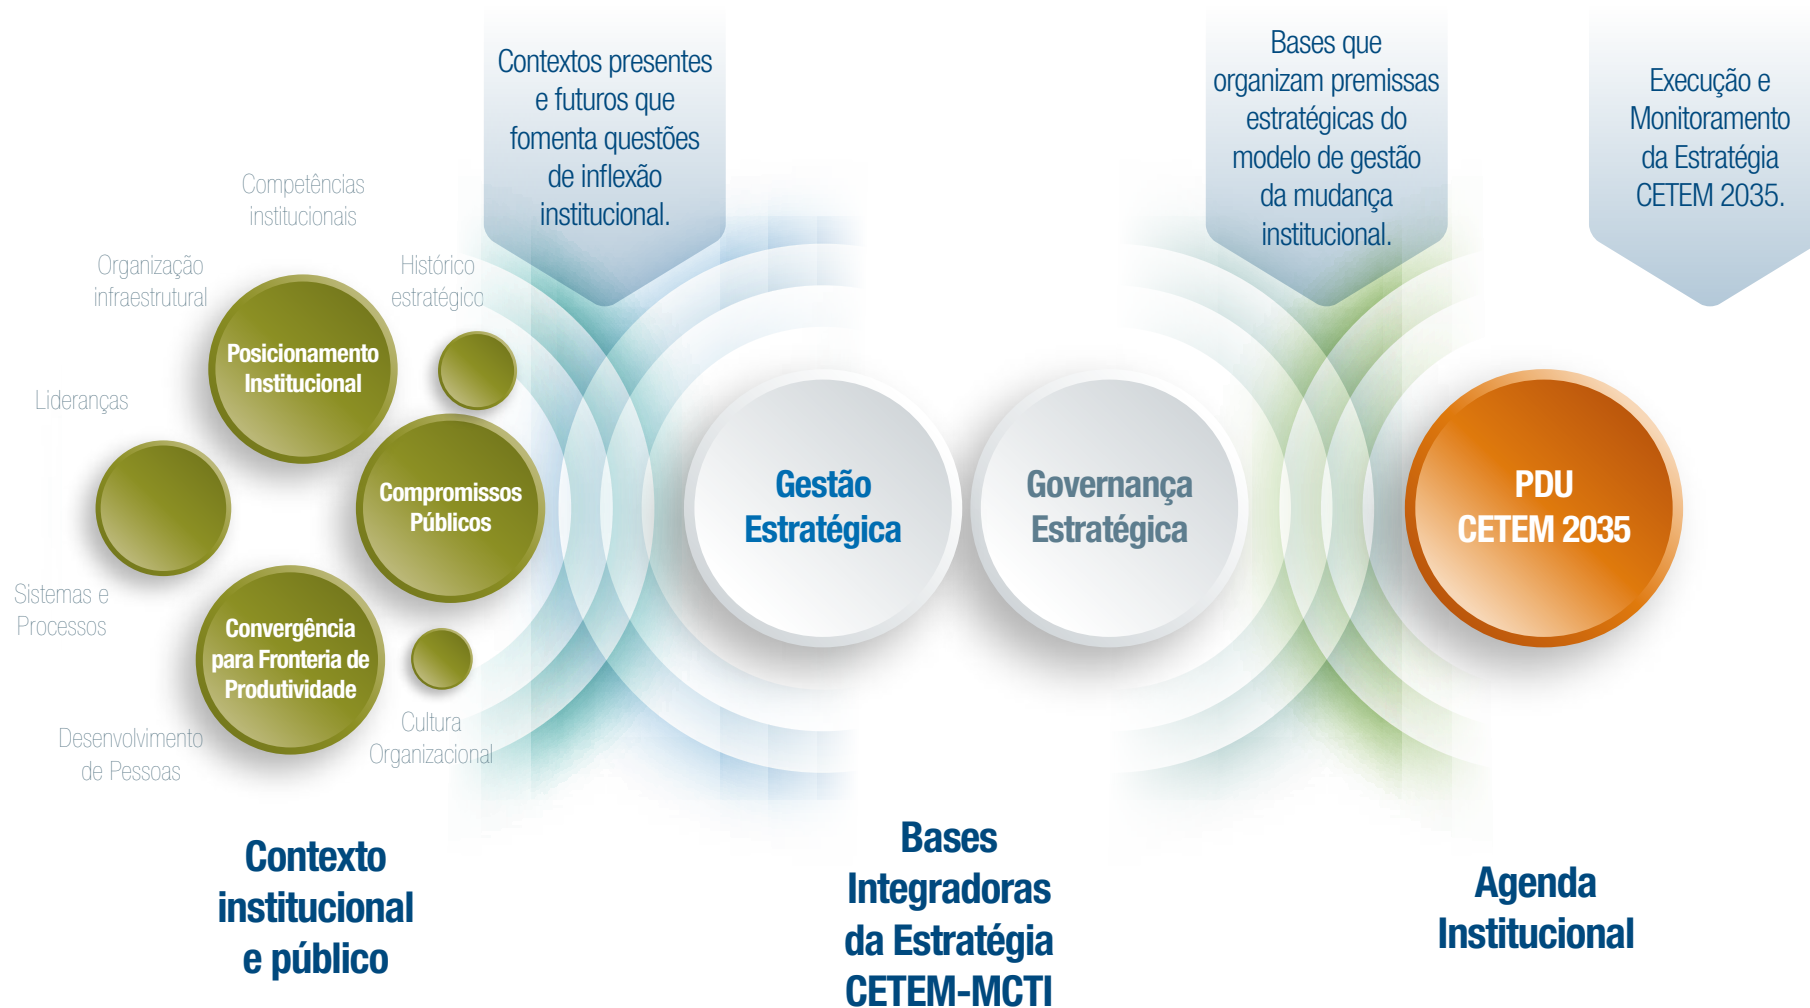 Contextos presentes
e futuros que
fomenta questões
de inflexão
institucional.
Bases que
organizam premissas
estratégicas do
modelo de gestão
da mudança
institucional.
Execução e
Monitoramento
da Estratégia
CETEM 2035.
Competências
institucionais
Organização
infraestrutural
Histórico
estratégico
Posicionamento
Institucional
Lideranças
Compromissos
Públicos
Sistemas e
Processos
Convergência
para Fronteria de
Produtividade
Desenvolvimento
de Pessoas
Cultura
Organizacional
Gestão
Estratégica
Governança
Estratégica
PDU
CETEM 2035
Contexto
institucional
e público
Bases
Integradoras
da Estratégia
CETEM-MCTI
Agenda
Institucional